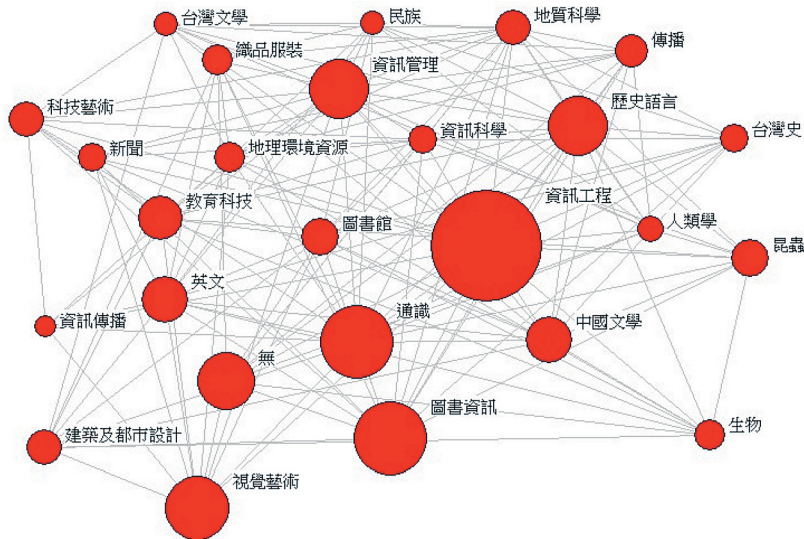 台灣文學
民族
地質科學
傳播
織品服裝
資訊管理
科技藝術
歷史語言
台灣史
新聞
地理環境資源
資訊科學
資訊工程
人類學
教育科技
圖書館
昆蟲
英文
資訊傳播
通識
中國文學
無
圖書資訊
建築及都市設計
生物
視覺藝術